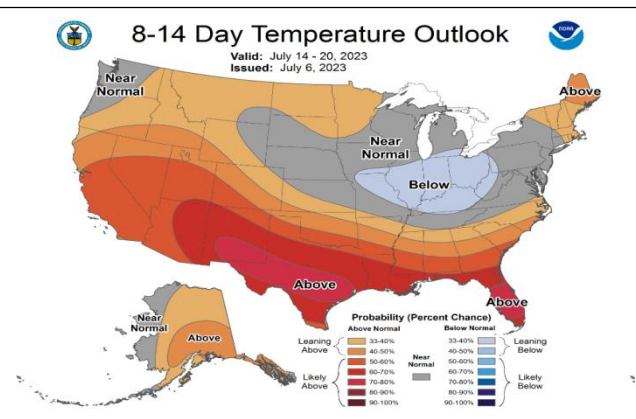 8-14 Day Temperature Outlook
Valid: July 14 - 20, 2023
Issued: July 6, 2023
NOAA
Near
Normal
Above
Near
Normal
Below
Above
Above
Near
Normal
Above
Probability (Percent Chance)
Above Normal
Below Normal
Leaning
Above
33-40%
40-50%
Likely
Above
50-60%
60-70%
70-80%
80-90%
90-100%
Near
Normal
33-40%
40-50%
Leaning
Below
50-60%
60-70%
70-80%
80-90%
90-100%
Likely
Below